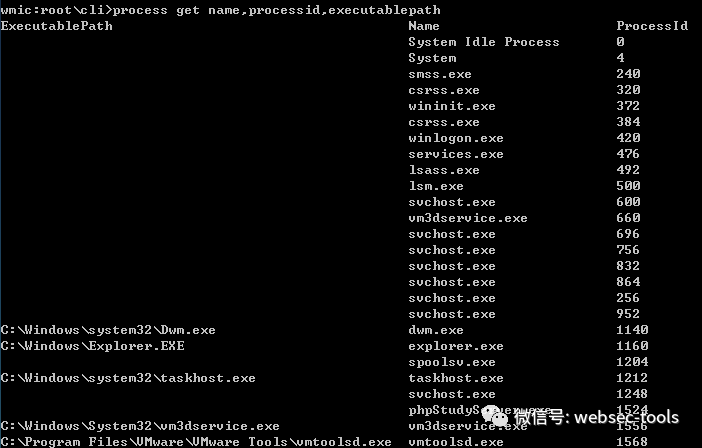 wmic:root\cli>process get name,processid,executablepath
ExecutablePath Name ProcessId
System Idle Process 0
System 4
smss.exe 240
csrss.exe 320
wininit.exe 372
csrss.exe 384
winlogon.exe 420
services.exe 476
lsass.exe 492
lsm.exe 500
svchost.exe 600
vm3dservice.exe 660
svchost.exe 696
svchost.exe 756
svchost.exe 832
svchost.exe 864
svchost.exe 256
svchost.exe 952
C:\Windows\system32\Dwm.exe dwm.exe 1140
C:\Windows\Explorer.EXE explorer.exe 1160
spoolsv.exe 1204
C:\Windows\system32\taskhost.exe taskhost.exe 1212
svchost.exe 1248
phpStudyServer.exe 1524
微信号: websec-tools
C:\Windows\System32\vm3dservice.exe vm3dservice.exe 1556
C:\Program Files\VMware\VMware Tools\vmtoolsd.exe vmtoolsd.exe 1568